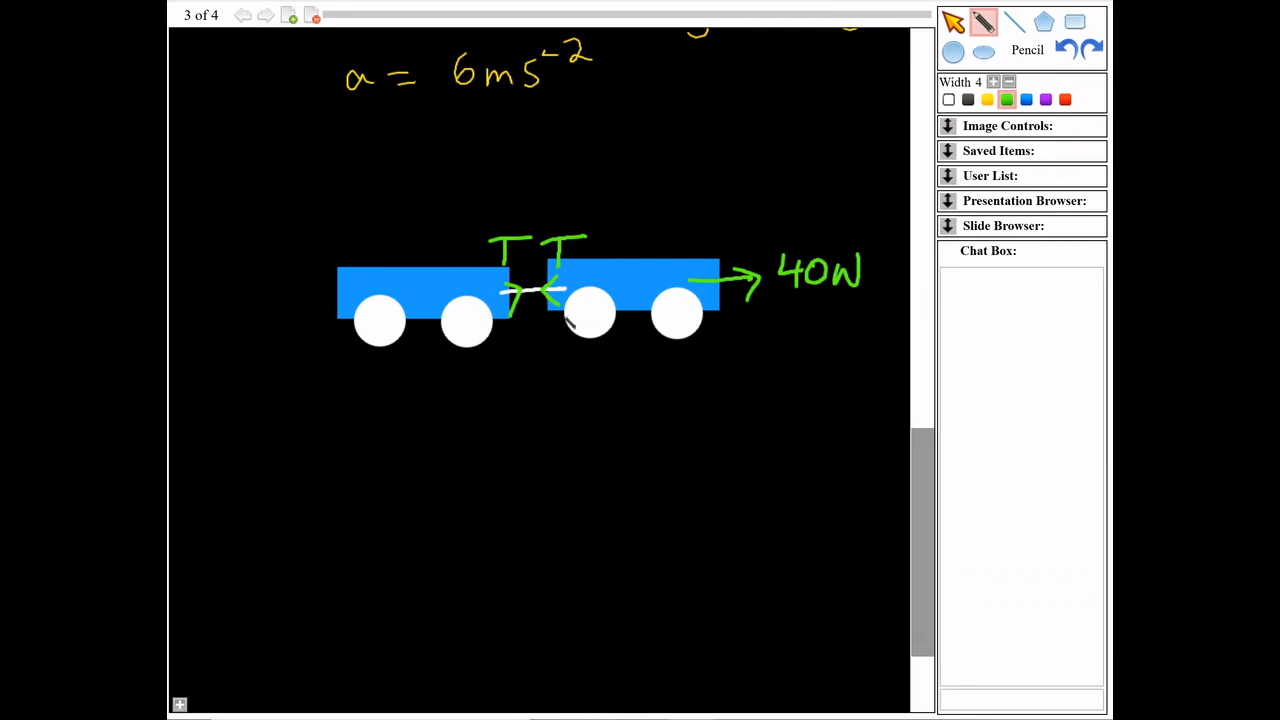 3 of 4
a = 6ms⁻²
T T
40N
Pencil
Width 4
Image Controls:
Saved Items:
User List:
Presentation Browser:
Slide Browser:
Chat Box: